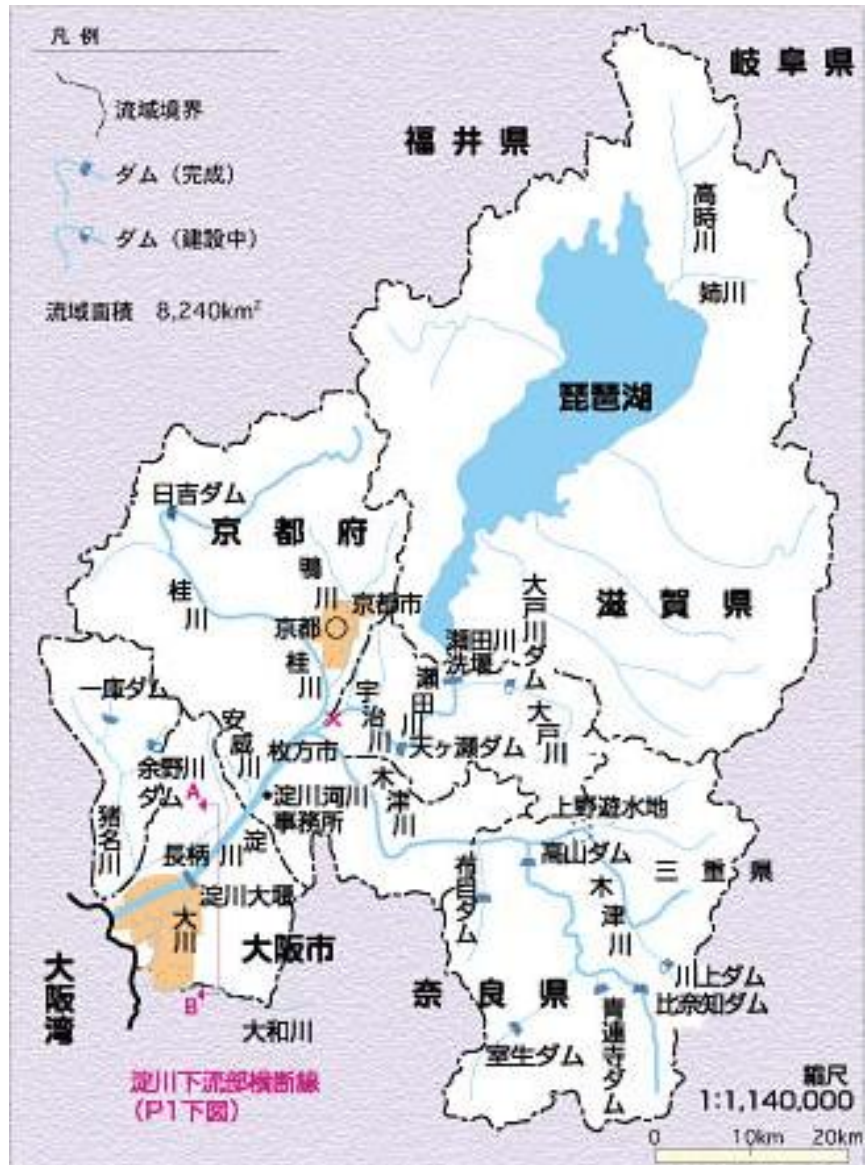 凡例
流域境界
ダム（完成）
ダム（建設中）
流域面積 8,240km²
岐阜県
福井県
高時川
姉川
琵琶湖
日吉ダム
京都府
鴨川
桂川
京都市
京都
桂川
滋賀県
大戸川ダム
瀬田川
洗堰
瀬田川
宇治川
大戸川
天ヶ瀬ダム
一庫ダム
安威川
枚方市
余野川
ダム
淀川河川
事務所
木津川
猪名川
A
長柄
淀川
淀川大堰
大川
大阪市
大阪湾
B
大和川
上野遊水地
高山ダム
布目ダム
三重県
木津川
川上ダム
比奈知ダム
奈良県
青蓮寺ダム
室生ダム
淀川下流部横断線
（P1下図）
縮尺
1:1,140,000
0 10km 20km